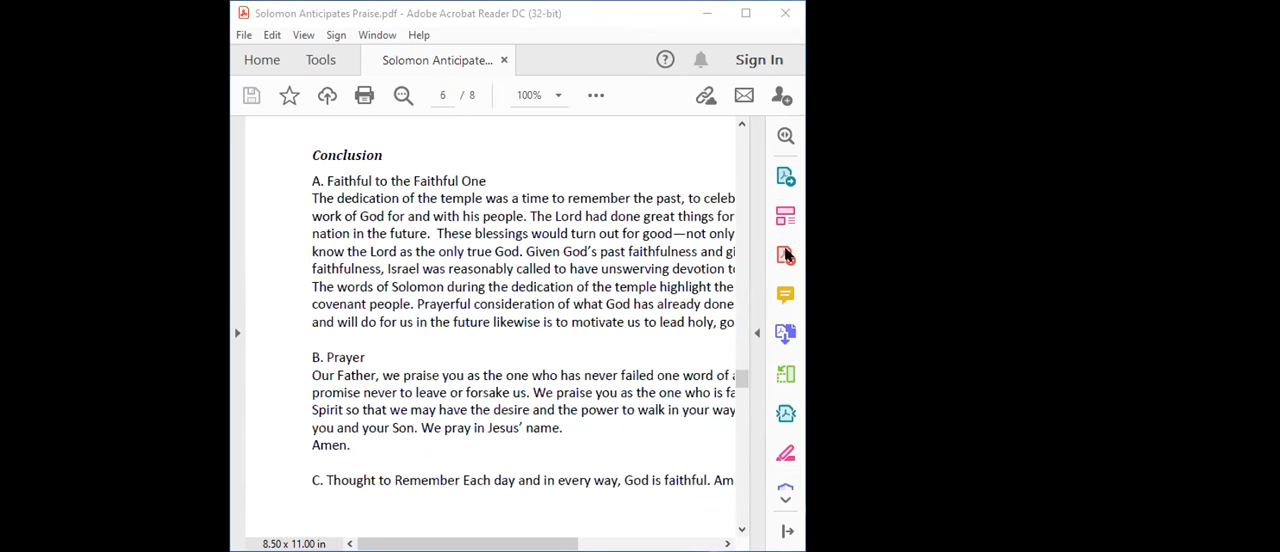 Solomon Anticipates Praise.pdf - Adobe Acrobat Reader DC (32-bit)
File Edit View Sign Window Help
Home Tools Solomon Anticipate... × Sign In
6 / 8 100%
Conclusion
A. Faithful to the Faithful One
The dedication of the temple was a time to remember the past, to celeb
work of God for and with his people. The Lord had done great things for
nation in the future.  These blessings would turn out for good—not only
know the Lord as the only true God. Given God's past faithfulness and gi
faithfulness, Israel was reasonably called to have unswerving devotion to
The words of Solomon during the dedication of the temple highlight the
covenant people. Prayerful consideration of what God has already done
and will do for us in the future likewise is to motivate us to lead holy, go
B. Prayer
Our Father, we praise you as the one who has never failed one word of a
promise never to leave or forsake us. We praise you as the one who is fa
Spirit so that we may have the desire and the power to walk in your way
you and your Son. We pray in Jesus' name.
Amen.
C. Thought to Remember Each day and in every way, God is faithful. Am
8.50 x 11.00 in